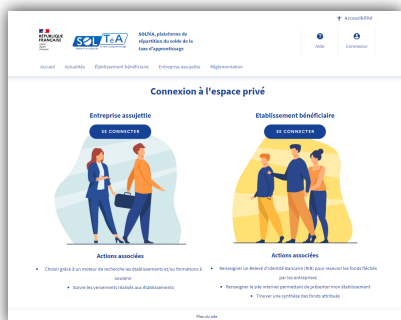 Accessibilité
RÉPUBLIQUE
FRANÇAISE
SOLTéA
SOLTÉA, plateforme de
répartition du solde de la
taxe d'apprentissage
Aide
Connexion
Accueil Actualités Établissement bénéficiaire Entreprise assujettie Réglementation
Connexion à l'espace privé
Entreprise assujettie
SE CONNECTER
Etablissement bénéficiaire
SE CONNECTER
Actions associées
Choisir grâce à un moteur de recherche les établissements et/ou formations à
soutenir
Suivre les versements réalisés aux établissements
Actions associées
Renseigner un Relevé d'Identité Bancaire (RIB) pour recevoir les fonds fléchés
par les entreprises
Renseigner le site internet permettant de présenter mon établissement
Trouver une synthèse des fonds attribués
Plan du site